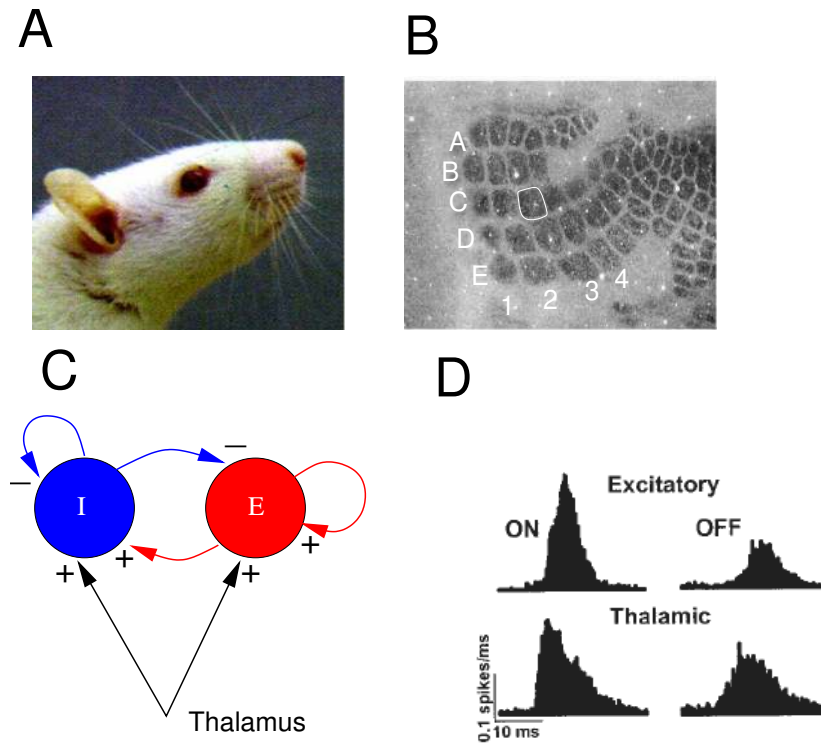 A
B
A
B
C
D
E
1
2
3
4
C
D
I
E
−
−
+
+
+
+
Thalamus
Excitatory
ON
OFF
Thalamic
0.1 spikes/ms
10 ms